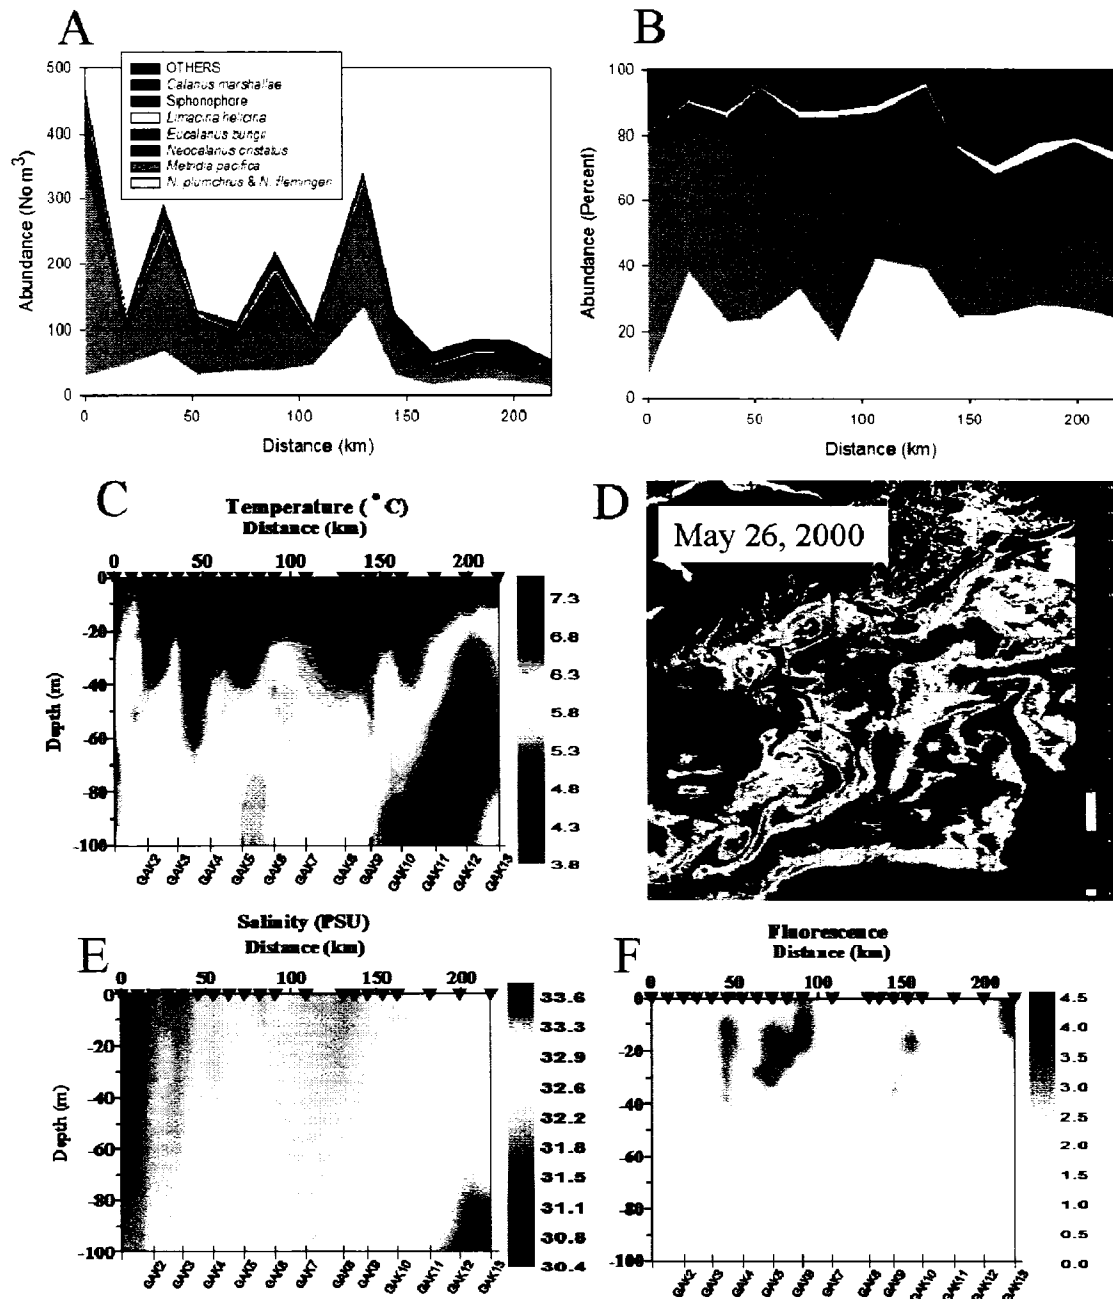 A
Abundance (No m³)
500
400
300
200
100
0
OTHERS
Calanus marshallae
Siphonophore
Limacina helicina
Eucalanus bungii
Neocalanus cristatus
Metridia pacifica
N. plumchrus & N. flemingeri
0 50 100 150 200
Distance (km)
B
Abundance (Percent)
100
80
60
40
20
0
0 50 100 150 200
Distance (km)
C
Temperature (°C)
Distance (km)
0 50 100 150 200
Depth (m)
0
-20
-40
-60
-80
-100
GAK2 GAK3 GAK4 GAK5 GAK6 GAK7 GAK8 GAK9 GAK10 GAK11 GAK12 GAK13
7.3
6.8
6.3
5.8
5.3
4.8
4.3
3.8
D
May 26, 2000
E
Salinity (PSU)
Distance (km)
0 50 100 150 200
Depth (m)
0
-20
-40
-60
-80
-100
GAK2 GAK3 GAK4 GAK5 GAK6 GAK7 GAK8 GAK9 GAK10 GAK11 GAK12 GAK13
33.6
33.3
32.9
32.6
32.2
31.8
31.5
31.1
30.8
30.4
F
Fluorescence
Distance (km)
0 50 100 150 200
0
-20
-40
-60
-80
-100
GAK2 GAK3 GAK4 GAK5 GAK6 GAK7 GAK8 GAK9 GAK10 GAK11 GAK12 GAK13
4.5
4.0
3.5
3.0
2.5
2.0
1.5
1.0
0.5
0.0